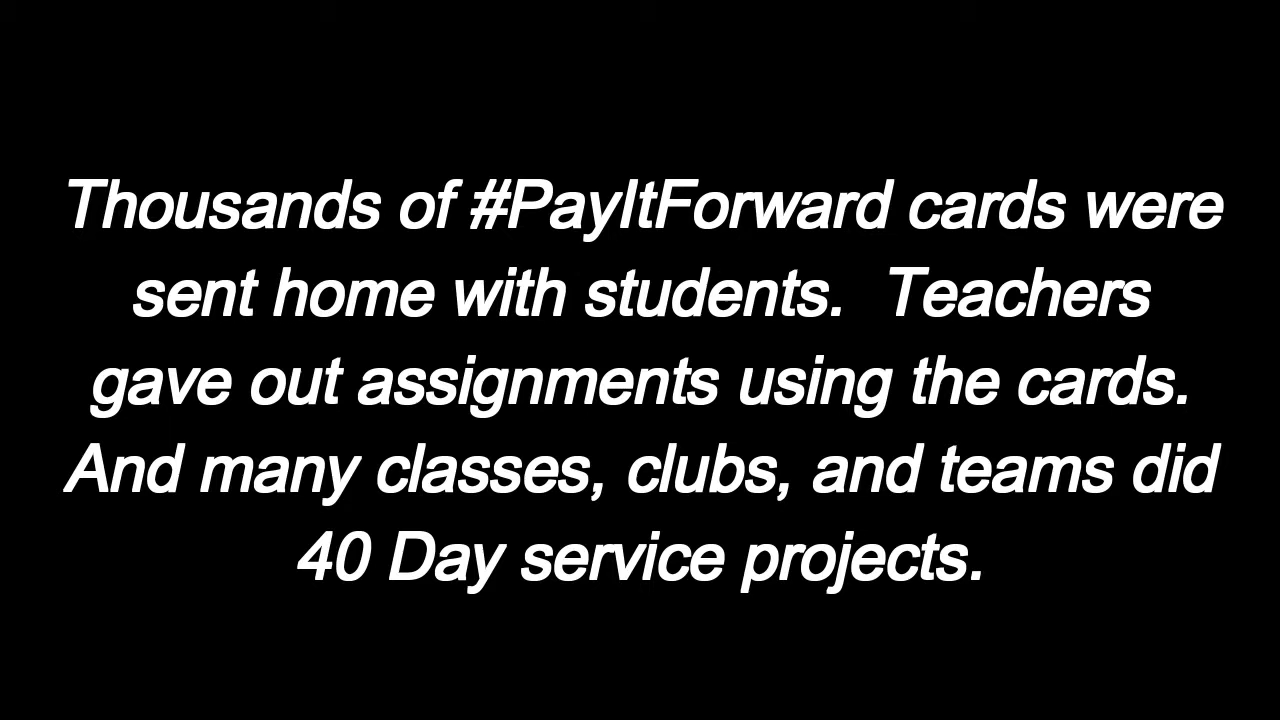 Thousands of #PayItForward cards were
sent home with students.  Teachers
gave out assignments using the cards.
And many classes, clubs, and teams did
40 Day service projects.